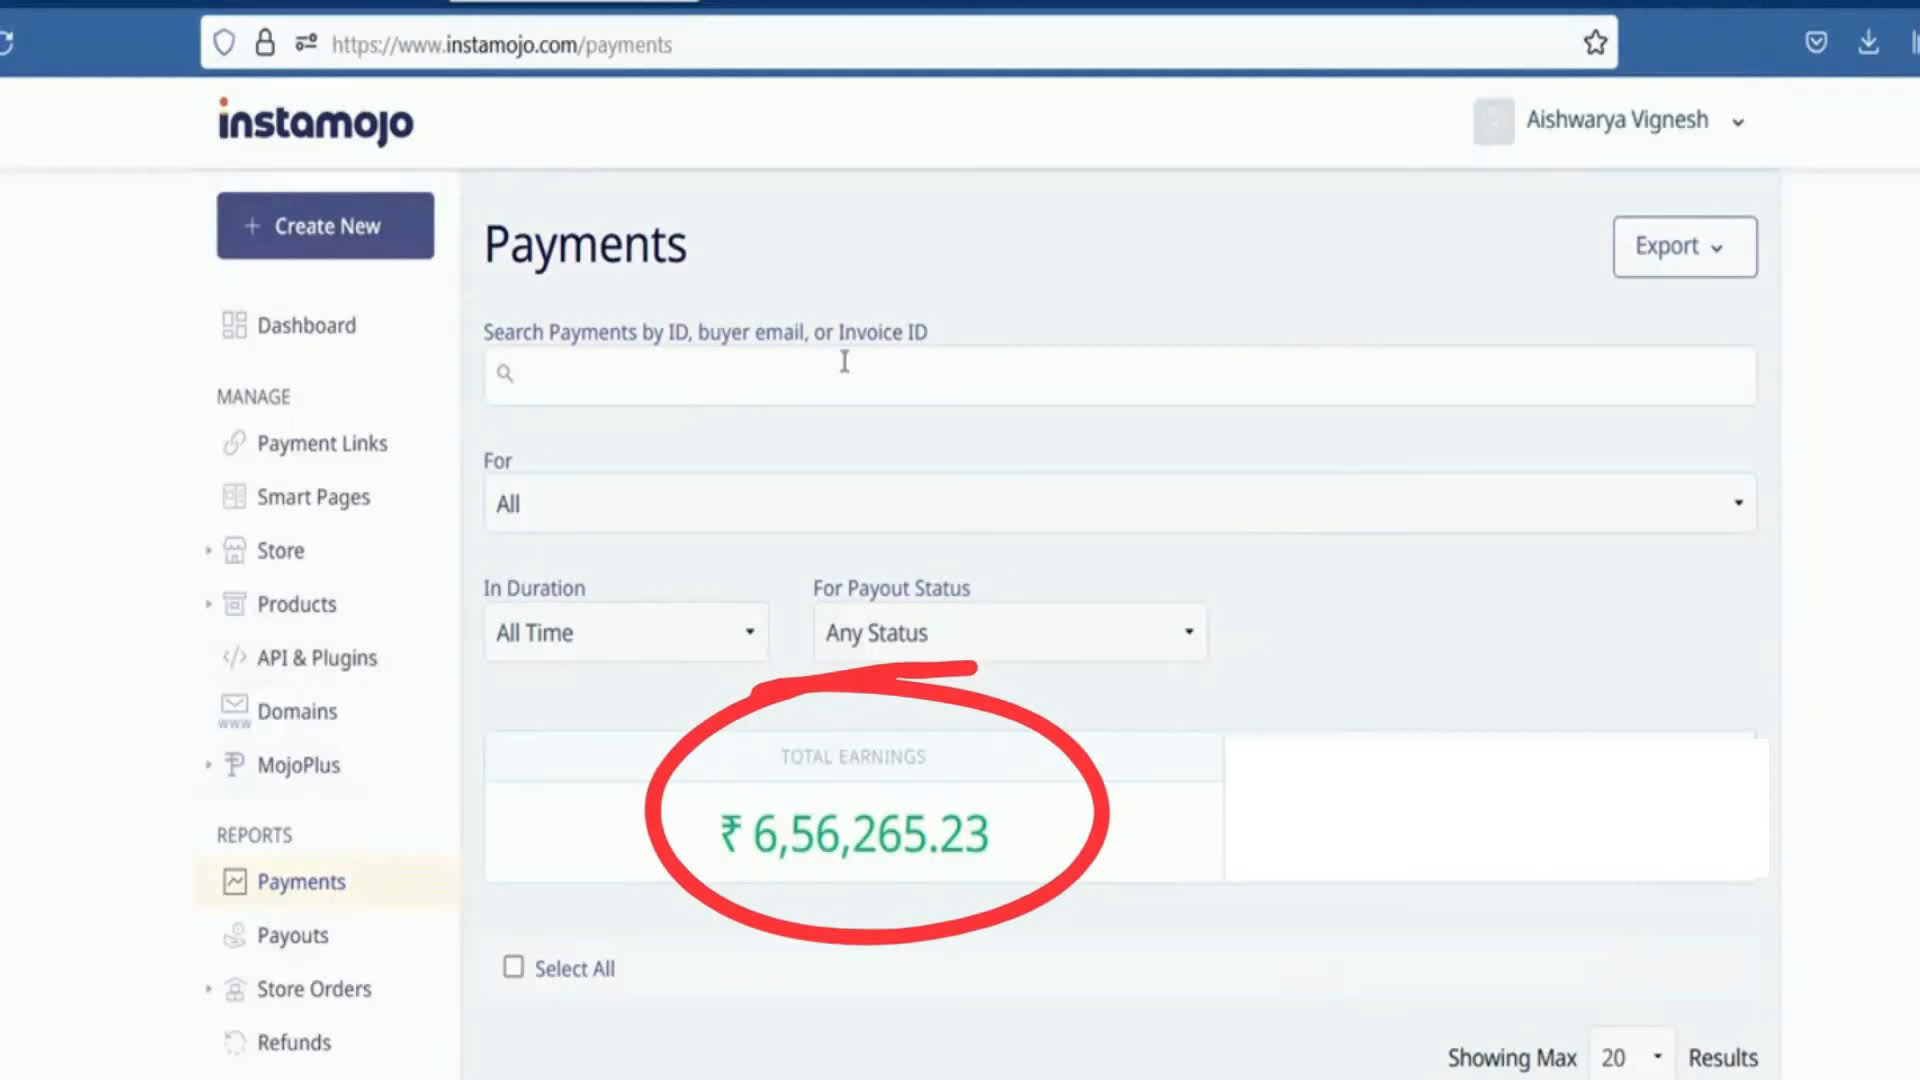 https://www.instamojo.com/payments
instamojo
Aishwarya Vignesh
+ Create New
Dashboard
MANAGE
Payment Links
Smart Pages
Store
Products
API & Plugins
Domains
MojoPlus
REPORTS
Payments
Payouts
Store Orders
Refunds
Payments
Export
Search Payments by ID, buyer email, or Invoice ID
For
All
In Duration
For Payout Status
All Time
Any Status
TOTAL EARNINGS
₹ 6,56,265.23
Select All
Showing Max 20 Results